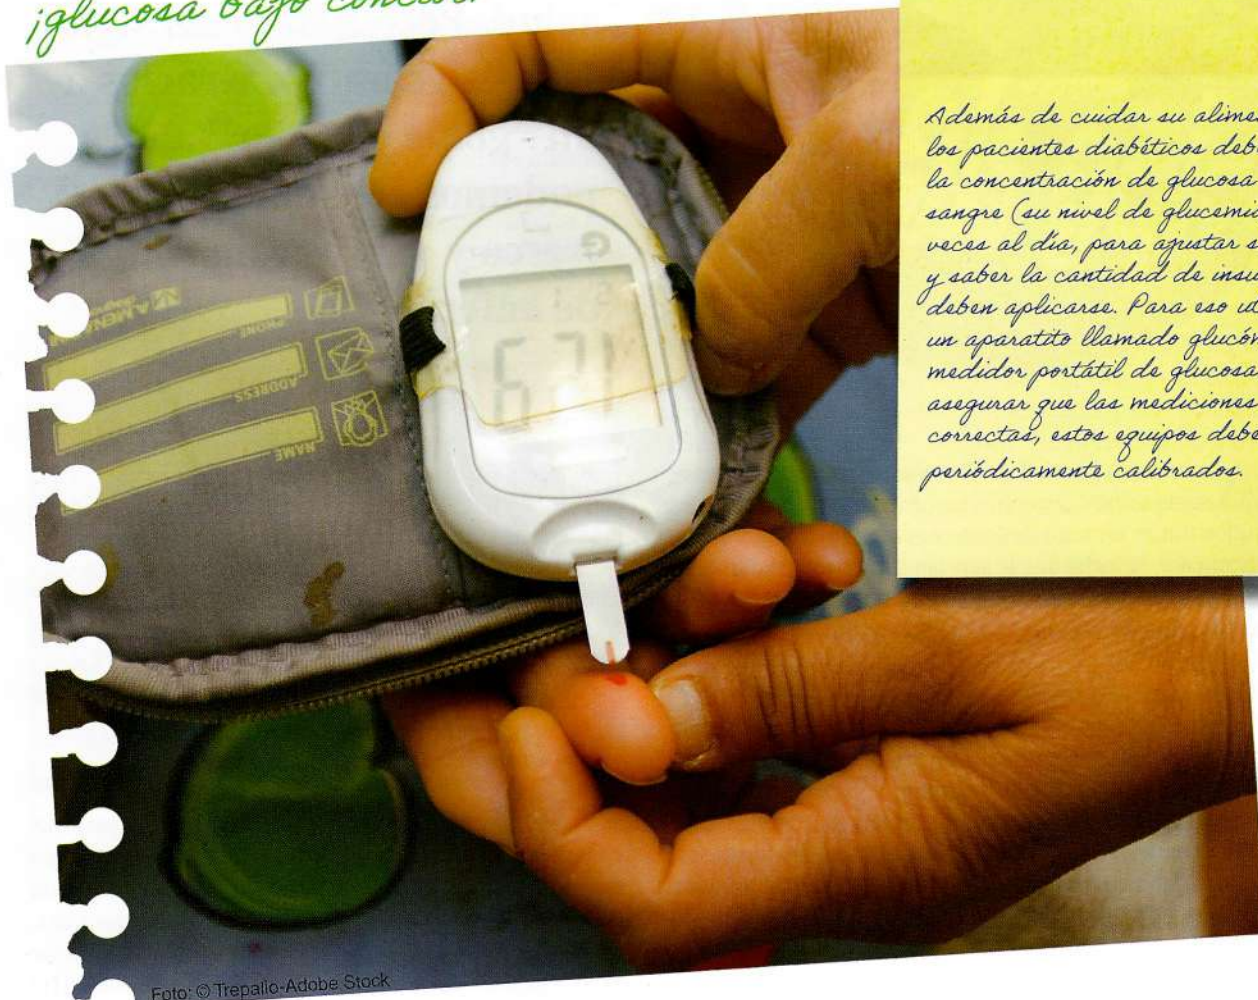 ¡glucosa bajo
Además de cuidar su alime
los pacientes diabéticos deb
la concentración de glucosa
sangre (su nivel de glucemia
veces al día, para ajustar s
y saber la cantidad de insu
deben aplicarse. Para eso ut
un aparatito llamado glucó
medidor portátil de glucosa
asegurar que las mediciones
correctas, estos equipos debe
periódicamente calibrados.
NAME
ADDRESS
PHONE
Foto: © Trepalio-Adobe Stock